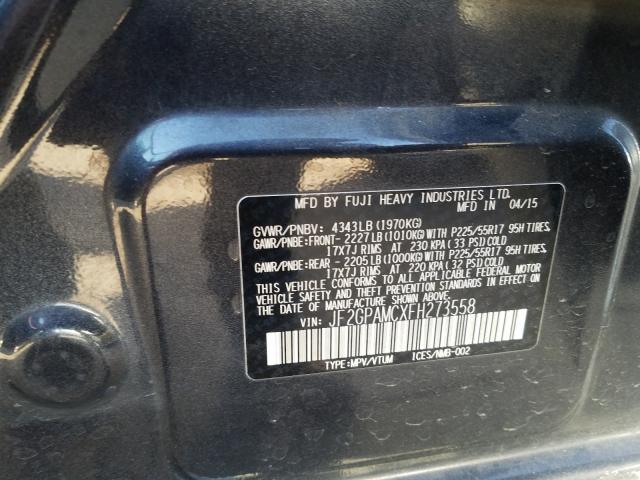 MFD BY FUJI HEAVY INDUSTRIES LTD.
MFD IN 04/15
GVWR/PNBV: 4343LB(1970KG)
GAWR/PNBE:FRONT-2227LB(1010KG)WITH P225/55R17 95H TIRES
17X7J RIMS AT 230 KPA(33 PSI)COLD
GAWR/PNBE:REAR -2205LB(1000KG)WITH P225/55R17 95H TIRES
17X7J RIMS AT 220 KPA(32 PSI)COLD
THIS VEHICLE CONFORMS TO ALL APPLICABLE FEDERAL MOTOR
VEHICLE SAFETY, BUMPER, AND THEFT PREVENTION STANDARDS
IN EFFECT ON THE DATE OF MANUFACTURE SHOWN ABOVE.
VIN: JF2GPAMCXFH273558
TYPE:MPV/VTUM ICES/NMB-002